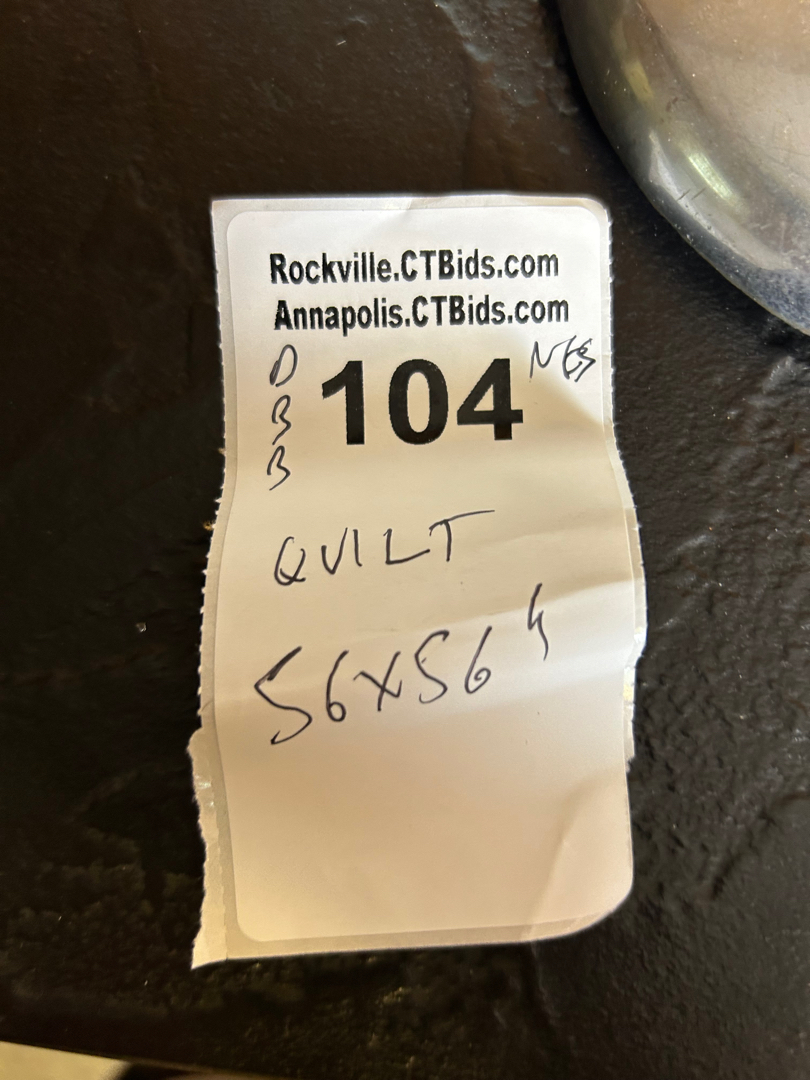 Rockville.CTBids.com
Annapolis.CTBids.com
D
B
B
104
NES
QUILT
56X56"